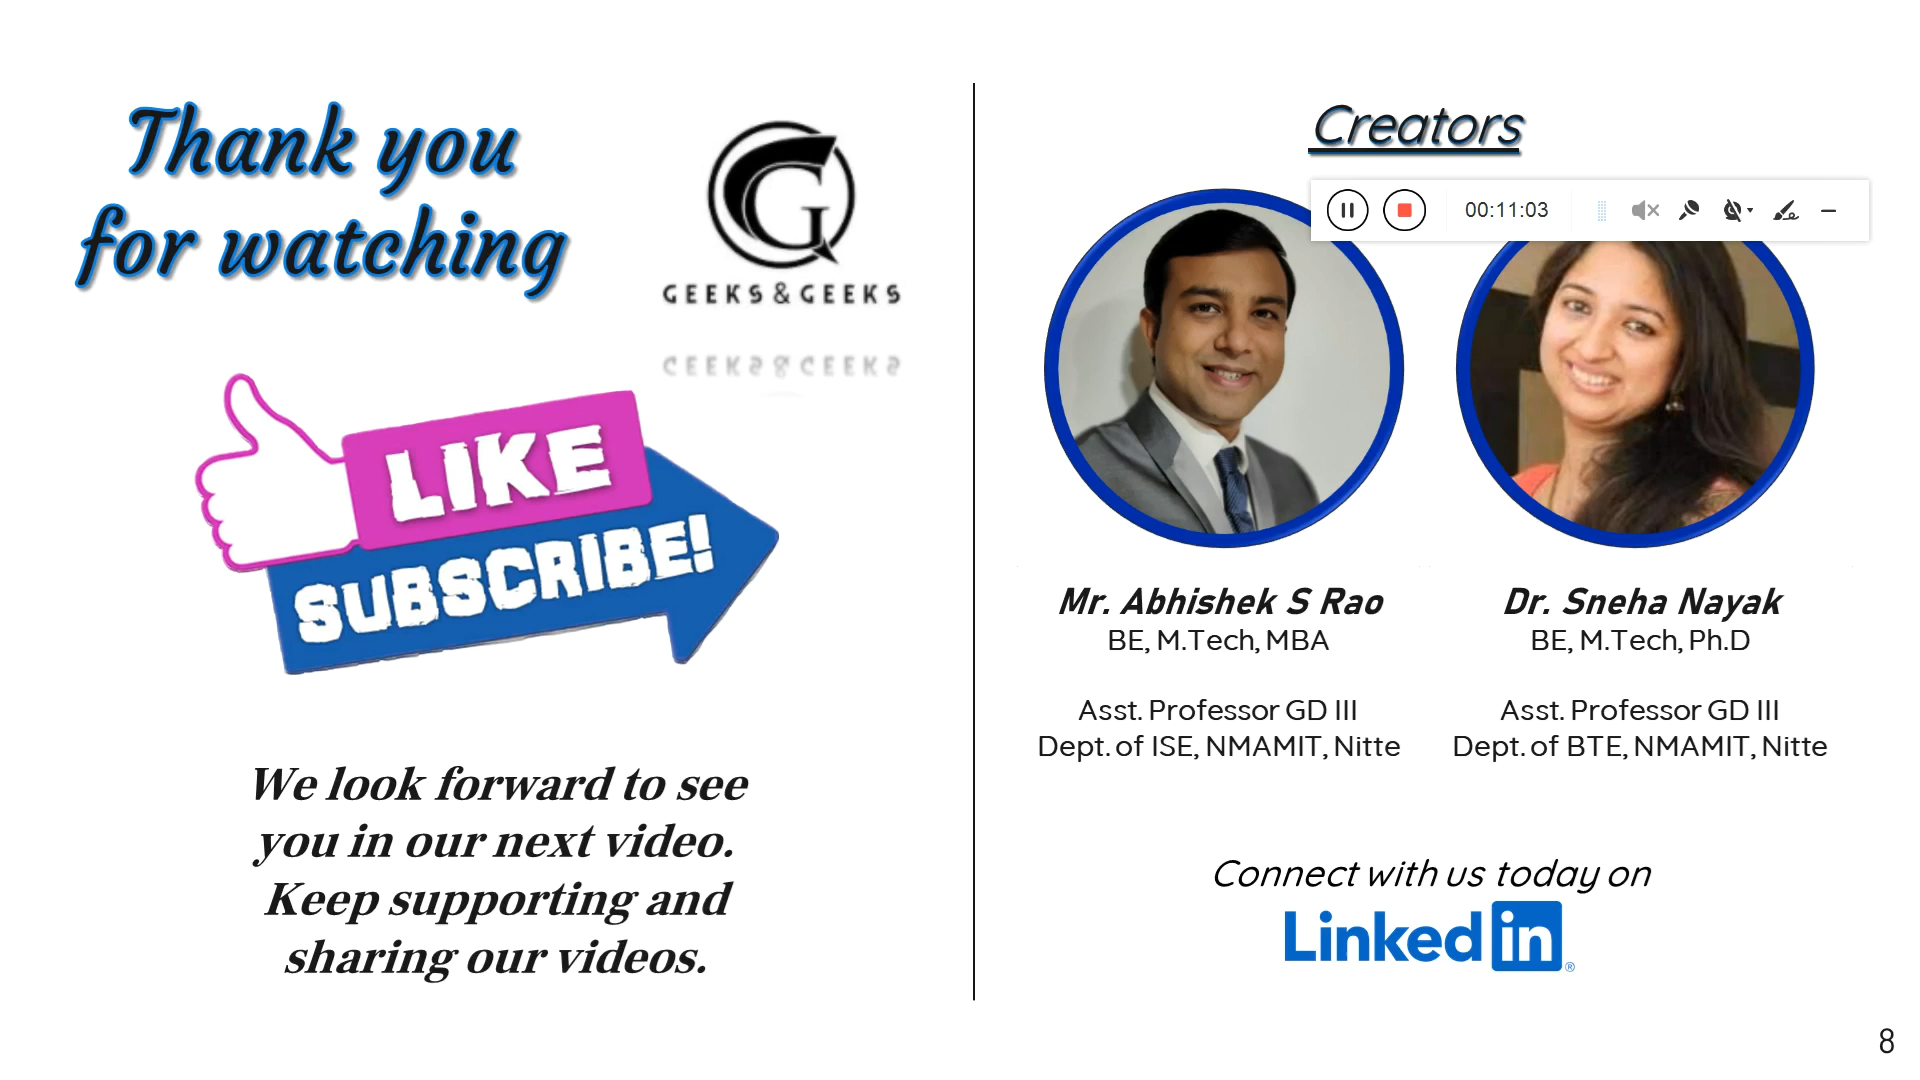 Thank you
for watching
GEEKS & GEEKS
LIKE
SUBSCRIBE!
We look forward to see
you in our next video.
Keep supporting and
sharing our videos.
Creators
00:11:03
Mr. Abhishek S Rao
BE, M.Tech, MBA
Asst. Professor GD III
Dept. of ISE, NMAMIT, Nitte
Dr. Sneha Nayak
BE, M.Tech, Ph.D
Asst. Professor GD III
Dept. of BTE, NMAMIT, Nitte
Connect with us today on
Linked in ®
8